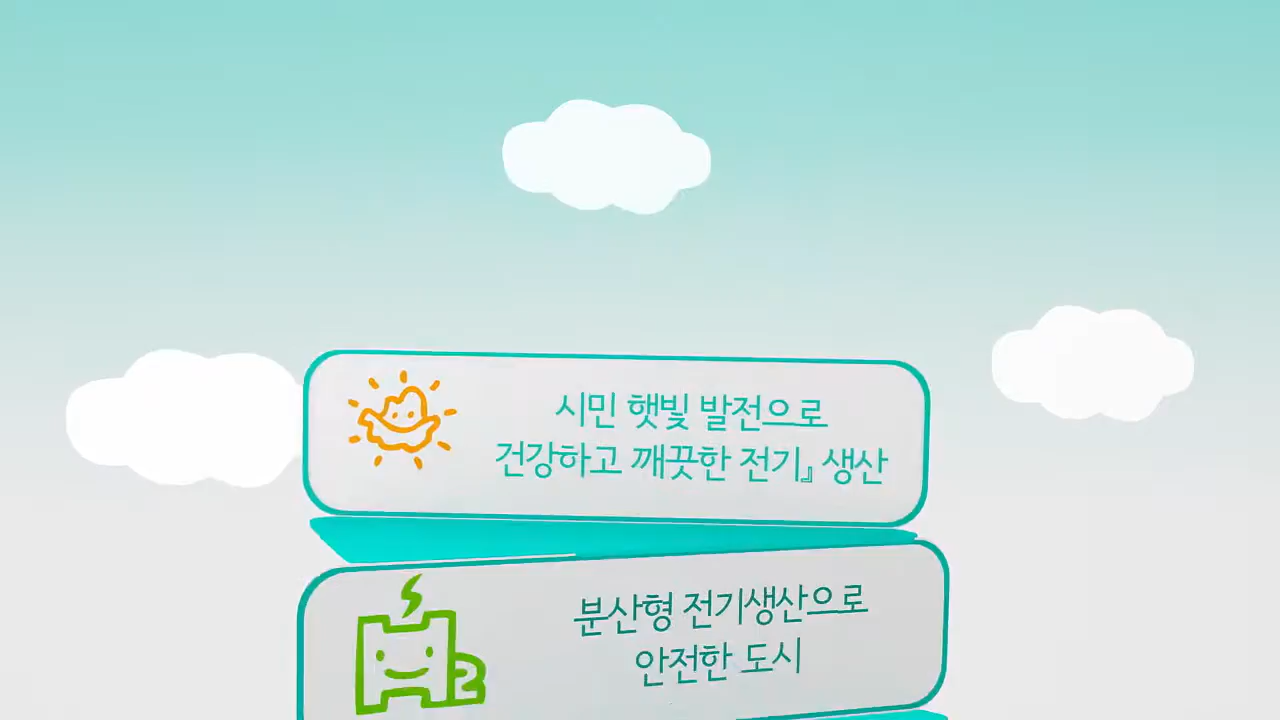 시민 햇빛 발전으로
건강하고 깨끗한 전기』 생산
분산형 전기생산으로
안전한 도시